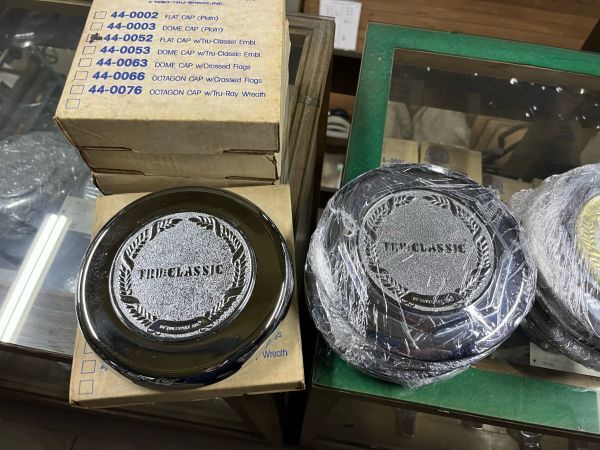 TRU-SPOKE, INC.
44-0002 FLAT CAP (Plain)
44-0003 DOME CAP (Plain)
44-0052 FLAT CAP w/Tru-Classic Embl.
44-0053 DOME CAP w/Tru-Classic Embl.
44-0063 DOME CAP w/Crossed Flags
44-0066 OCTAGON CAP w/Crossed Flags
44-0076 OCTAGON CAP w/Tru-Ray Wreath
TRU=CLASSIC
TRU=CLASSIC
Flags
Wreath